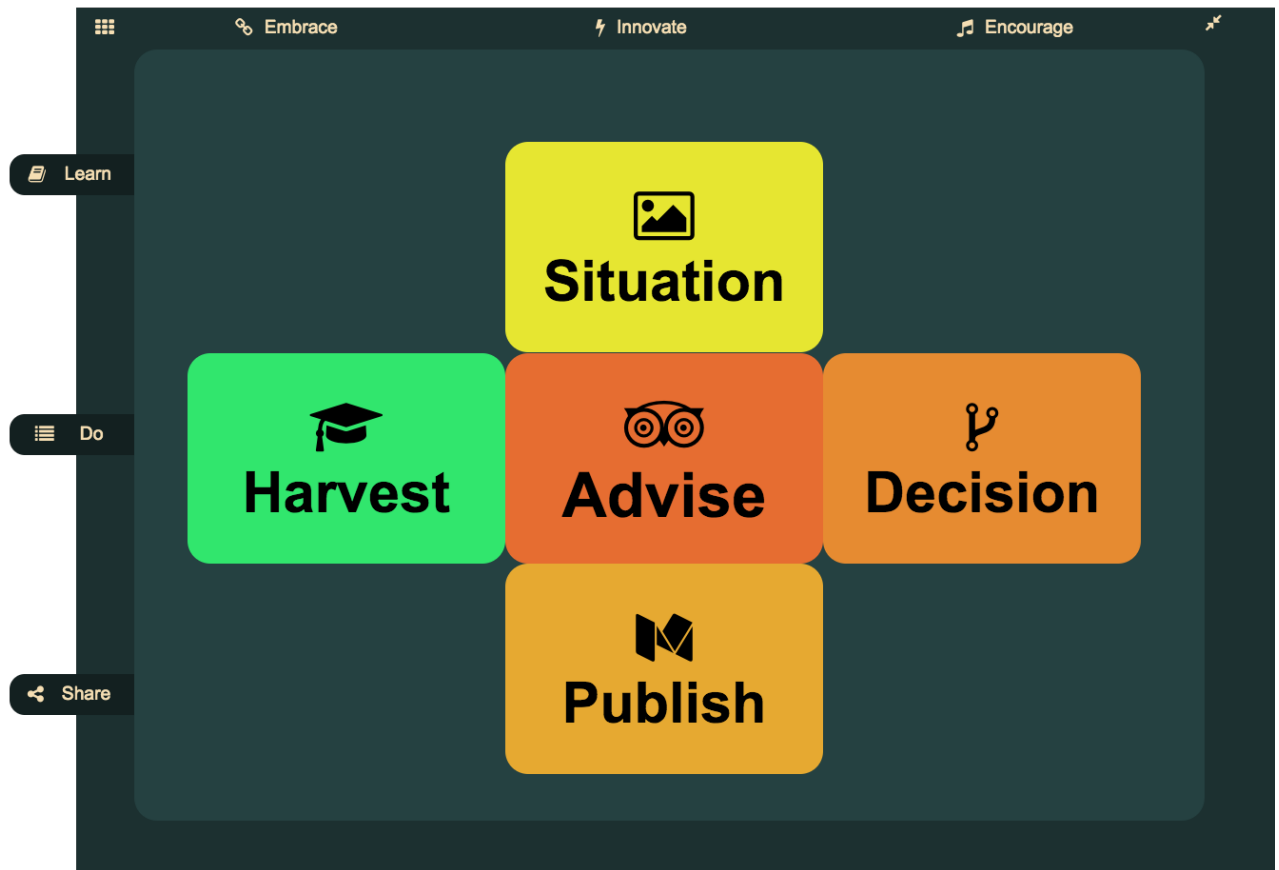 Embrace
Innovate
Encourage
Learn
Situation
Do
Harvest
Advise
Decision
Share
Publish